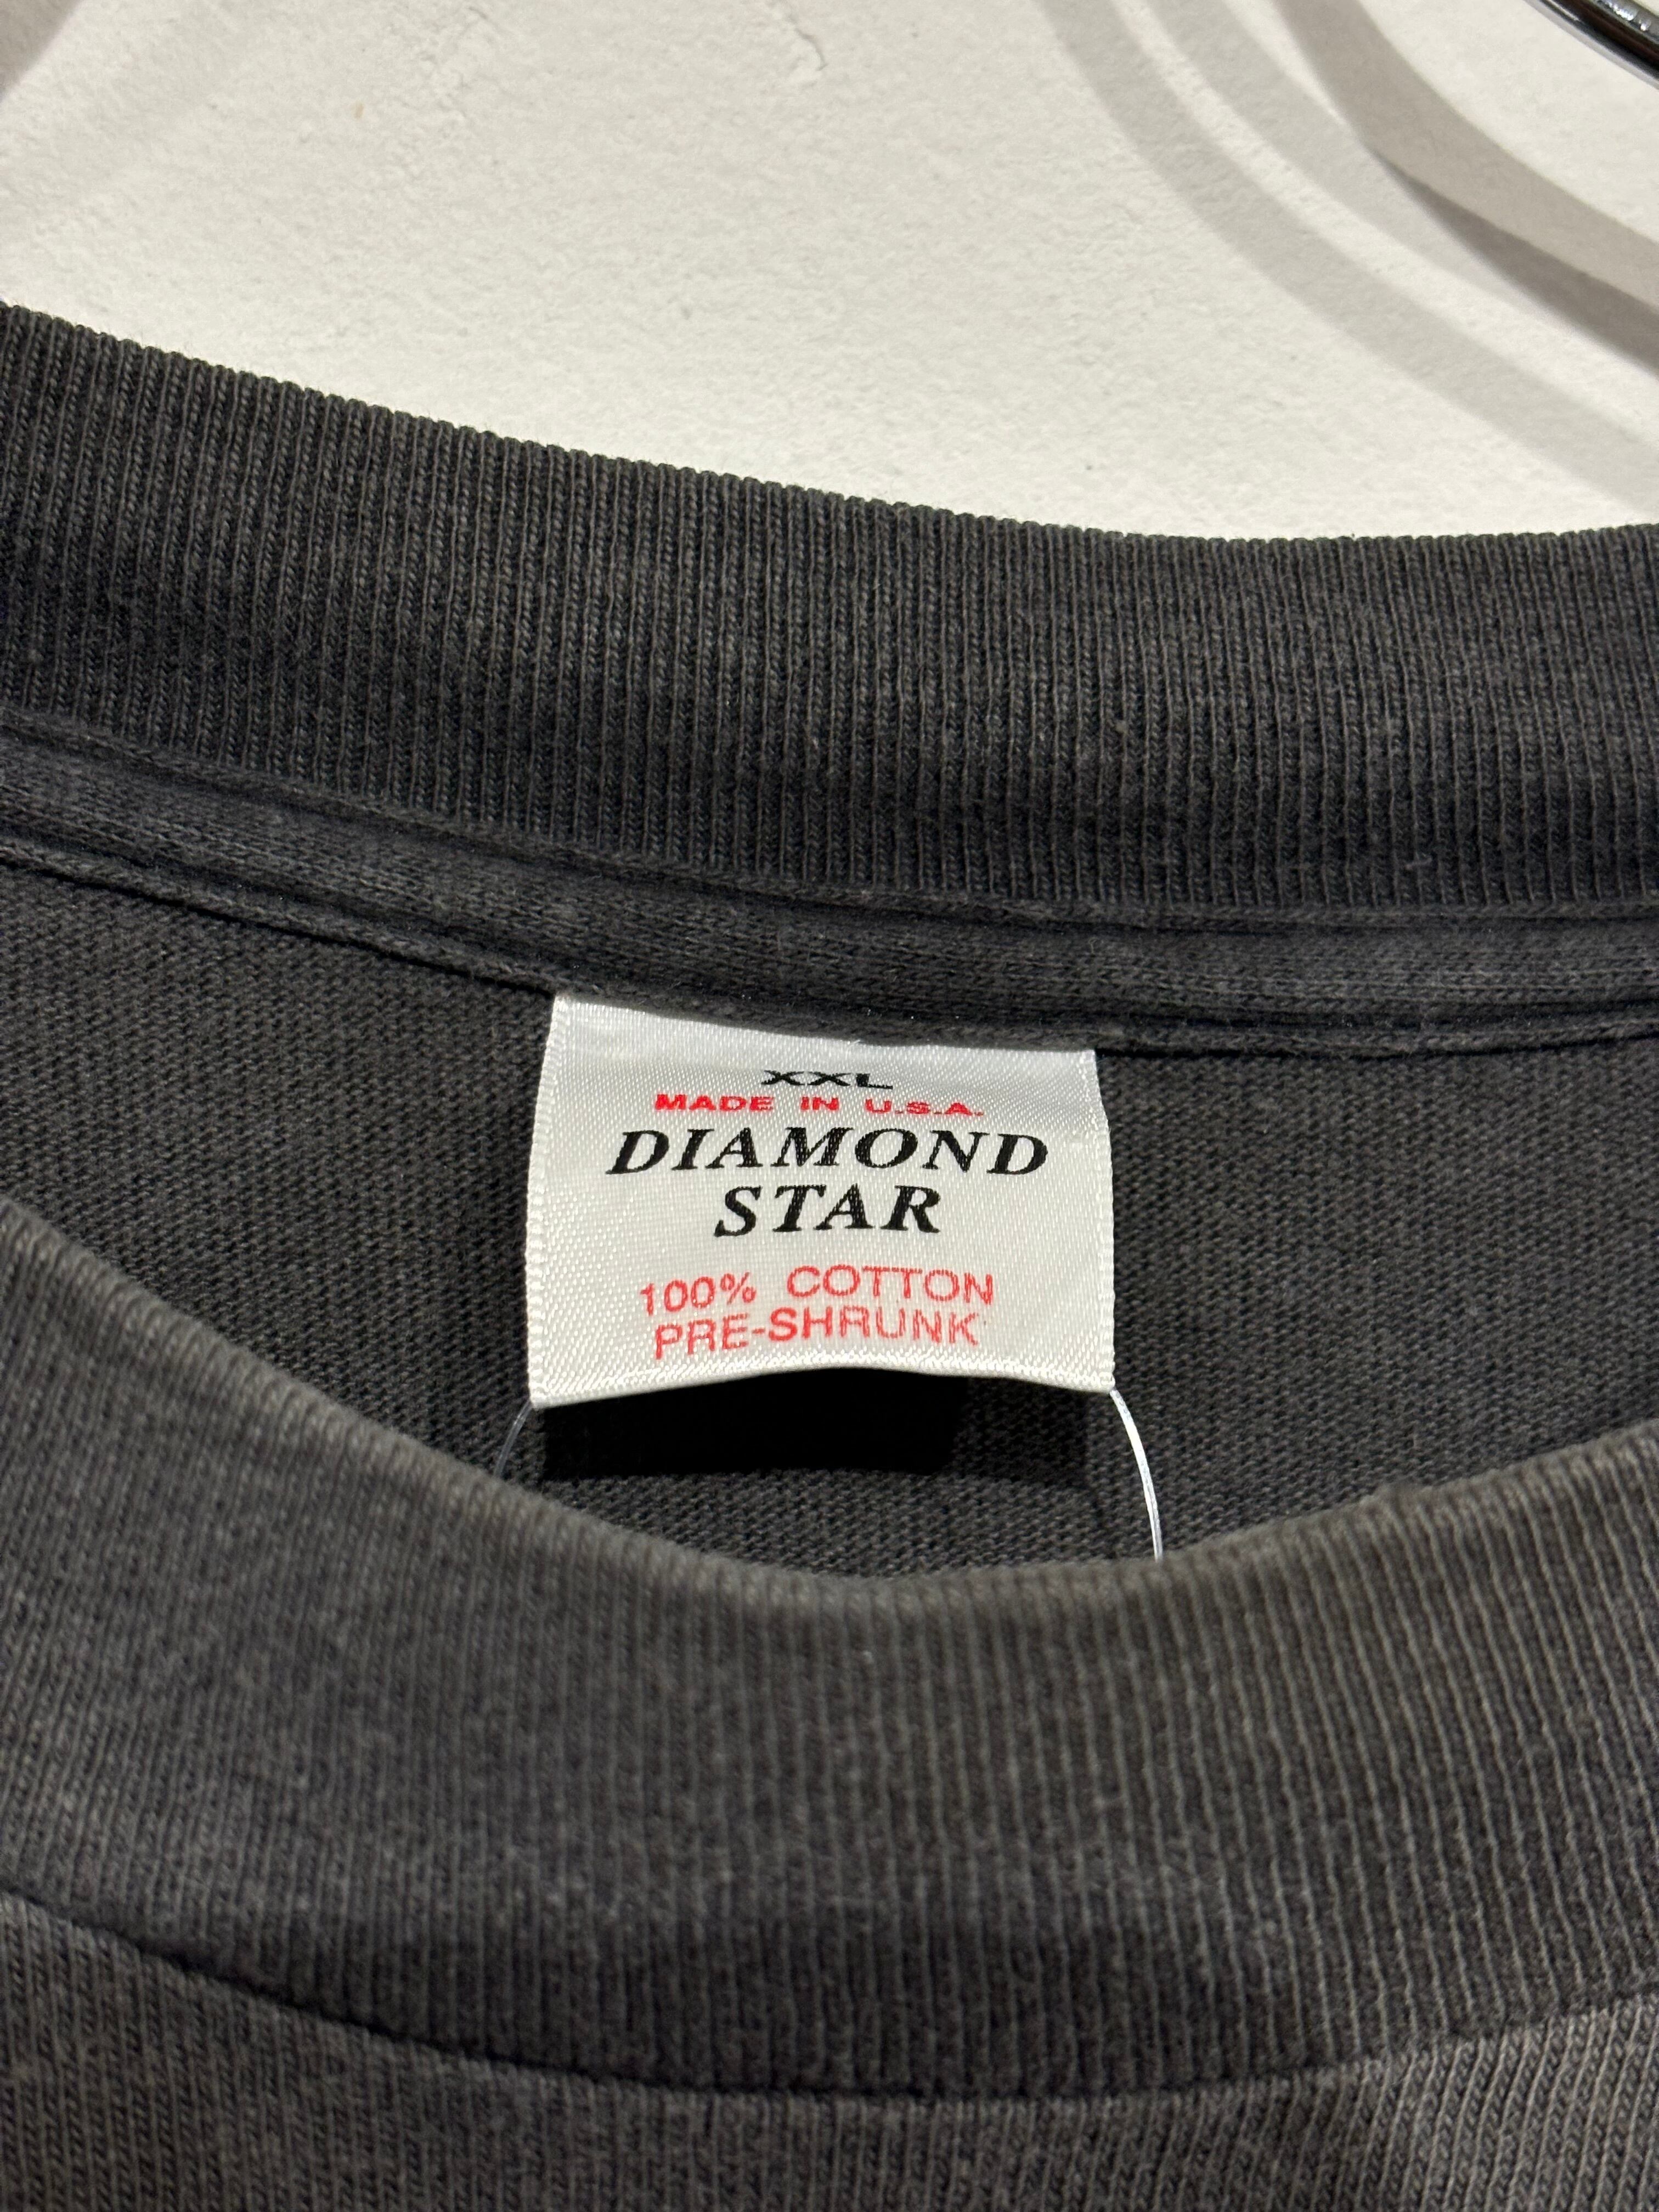 XXL
MADE IN U.S.A.
DIAMOND
STAR
100% COTTON
PRE-SHRUNK